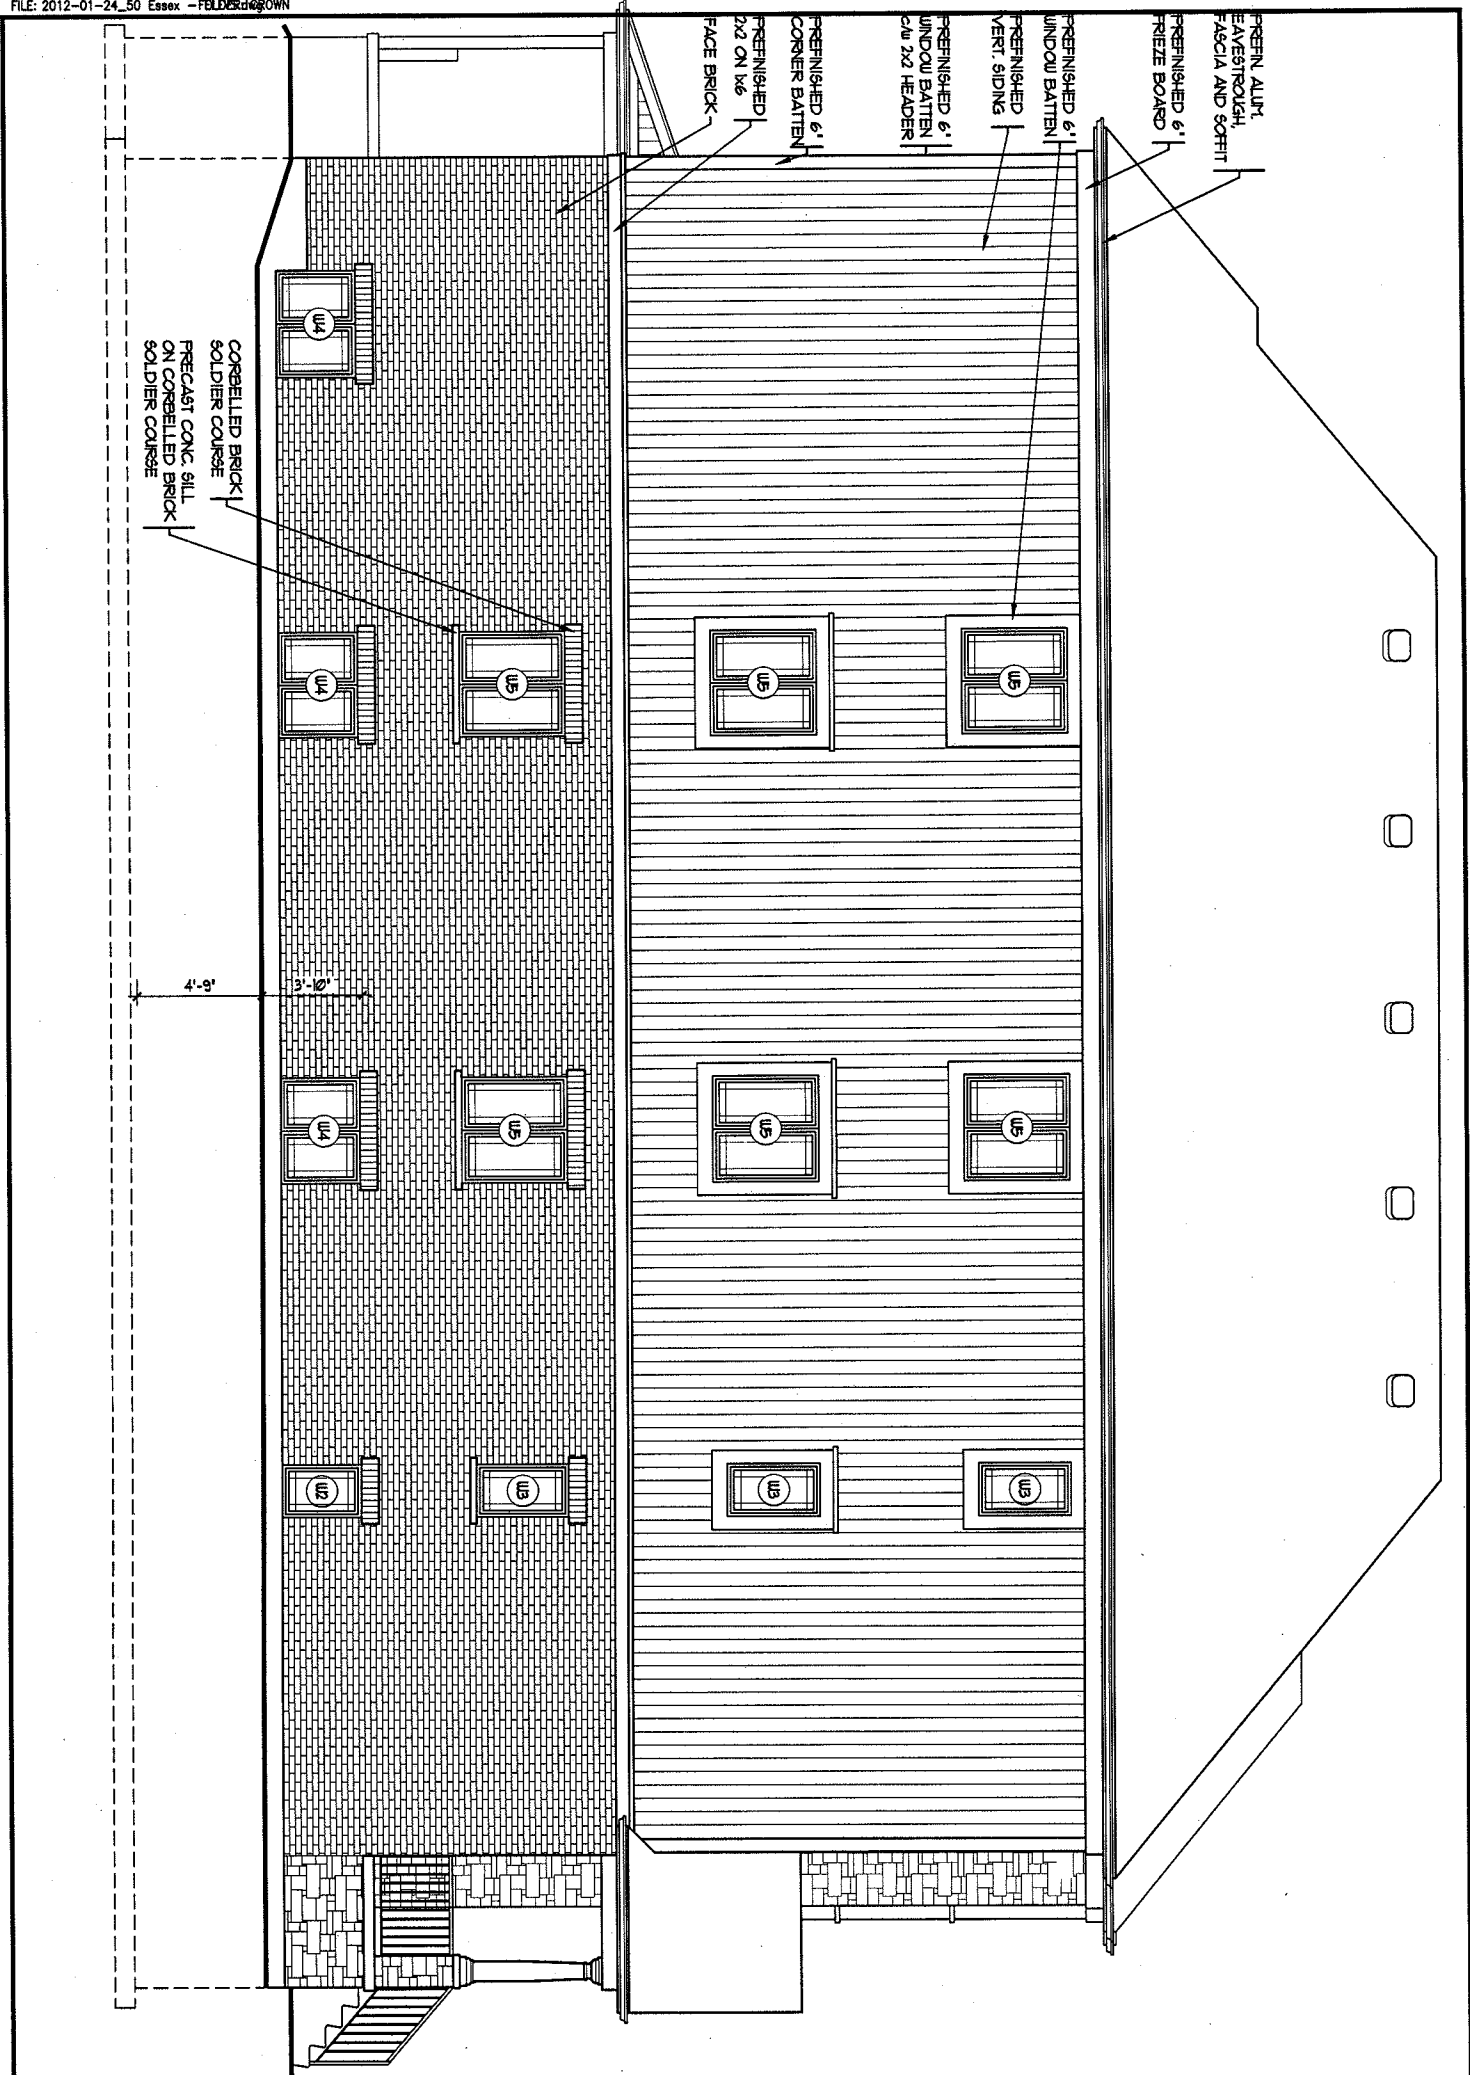 FILE: 2012-01-24_50 Essex
PREFIN. ALUM.
EAVESTROUGH,
FASCIA AND SOFFIT
PREFINISHED 6"
FRIEZE BOARD
PREFINISHED 6"
WINDOW BATTEN
PREFINISHED
VERT. SIDING
PREFINISHED 6"
WINDOW BATTEN
c/w 2X2 HEADER
PREFINISHED 6"
CORNER BATTEN
PREFINISHED
2X2 ON 1X6
FACE BRICK
CORBELLED BRICK
SOLDIER COURSE
PRECAST CONC. SILL
ON CORBELLED BRICK
SOLDIER COURSE
W5
W5
W3
W5
W5
W3
W5
W5
W3
W4
W4
W4
W2
3'-10"
4'-9"